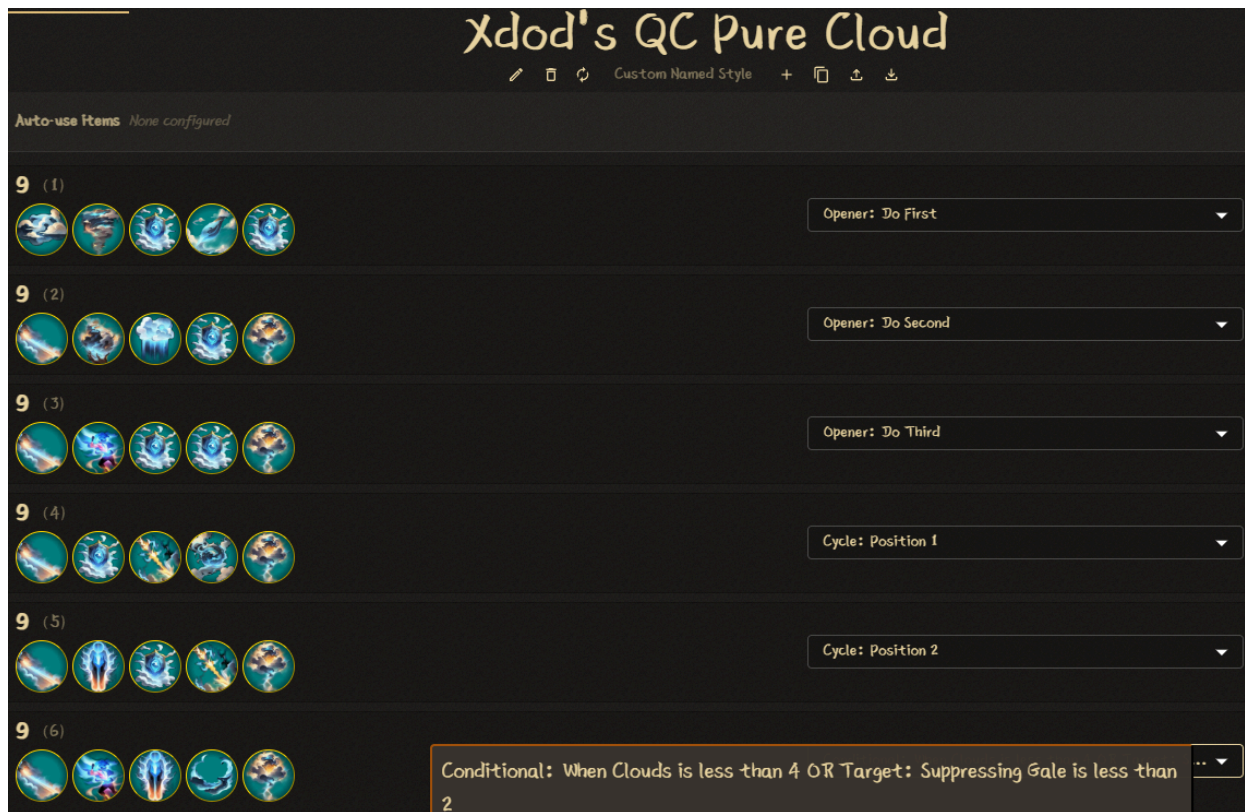 Xdod's QC Pure Cloud
Custom Named Style
Auto-use items None configured
9 (1)
Opener: Do First
9 (2)
Opener: Do Second
9 (3)
Opener: Do Third
9 (4)
Cycle: Position 1
9 (5)
Cycle: Position 2
9 (6)
...
Conditional: When Clouds is less than 4 OR Target: Suppressing Gale is less than
2